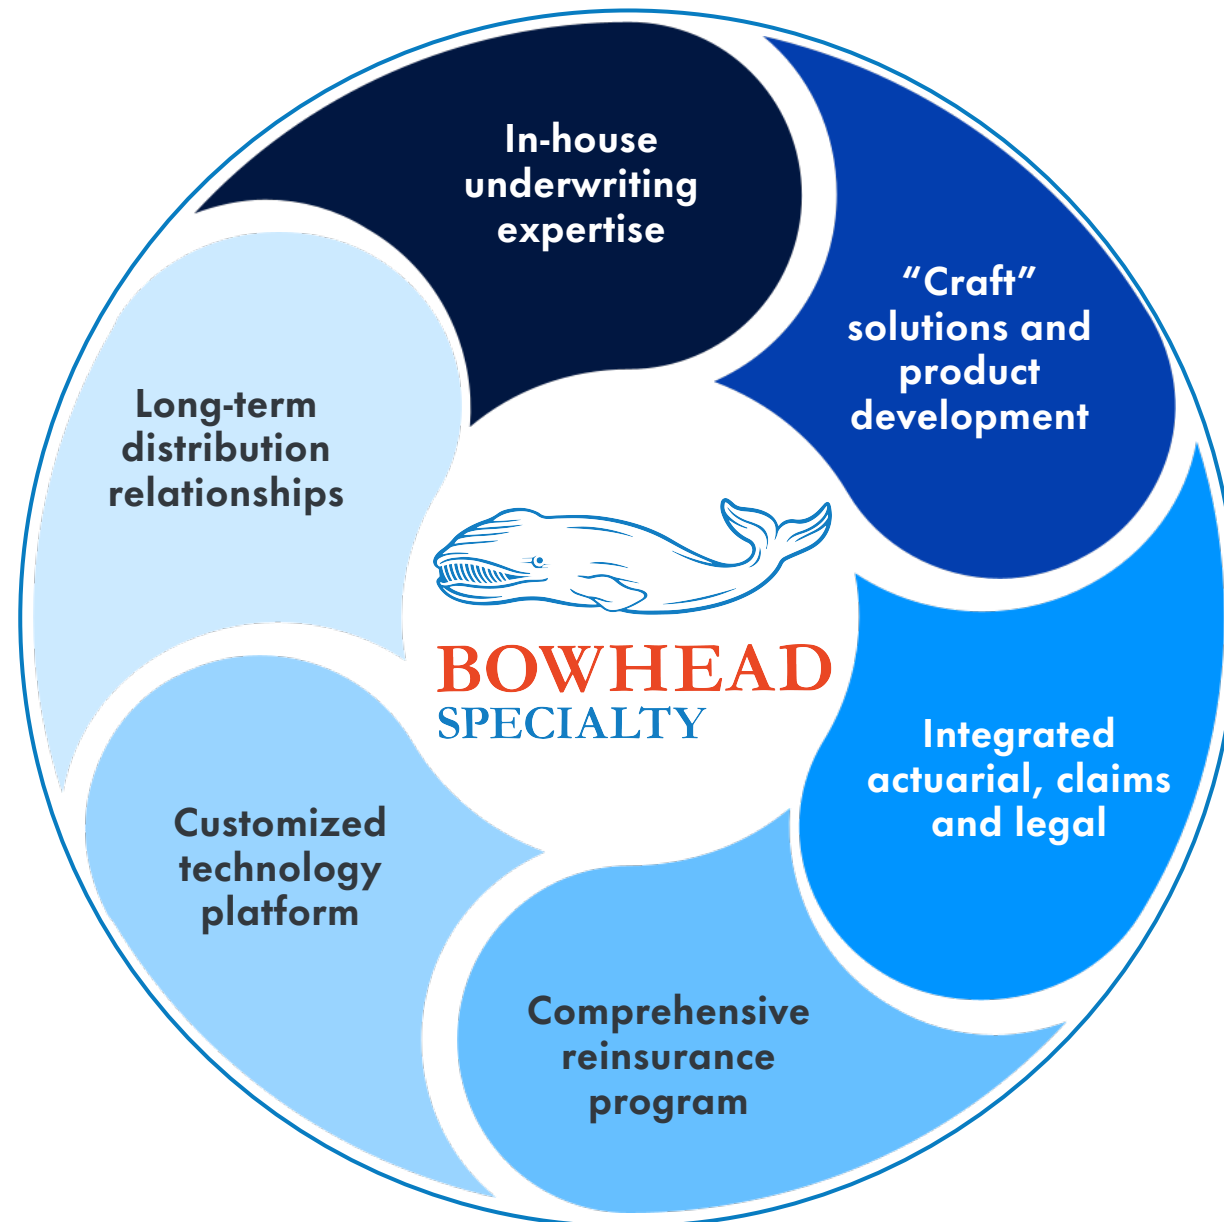 In-house
underwriting
expertise
“Craft”
solutions and
product
development
Integrated
actuarial, claims
and legal
Comprehensive
reinsurance
program
Customized
technology
platform
Long-term
distribution
relationships
BOWHEAD
SPECIALTY